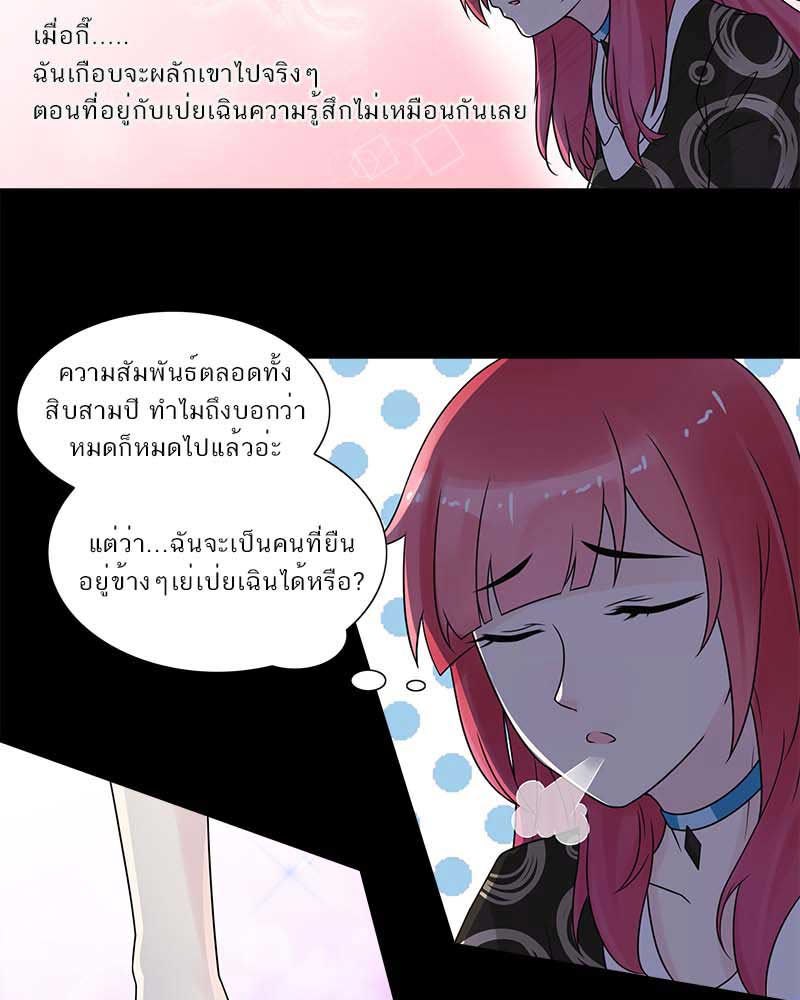 เมื่อกี๊.....
ฉันเกือบจะผลักเขาไปจริงๆ
ตอนที่อยู่กับเป่ยเฉินความรู้สึกไม่เหมือนกันเลย
ความสัมพันธ์ตลอดทั้ง
สิบสามปี ทำไมถึงบอกว่า
หมดก็หมดไปแล้วอ่ะ
แต่ว่า...ฉันจะเป็นคนที่ยืน
อยู่ข้างๆเย่เป่ยเฉินได้หรือ?